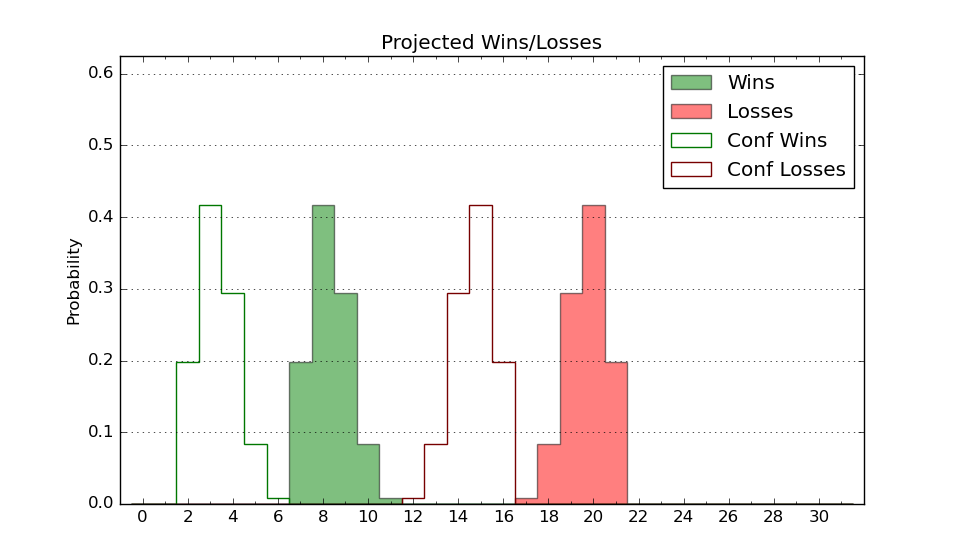 Projected Wins/Losses
0.6
0.5
0.4
0.3
0.2
0.1
0.0
Probability
Wins
Losses
Conf Wins
Conf Losses
0 2 4 6 8 10 12 14 16 18 20 22 24 26 28 30